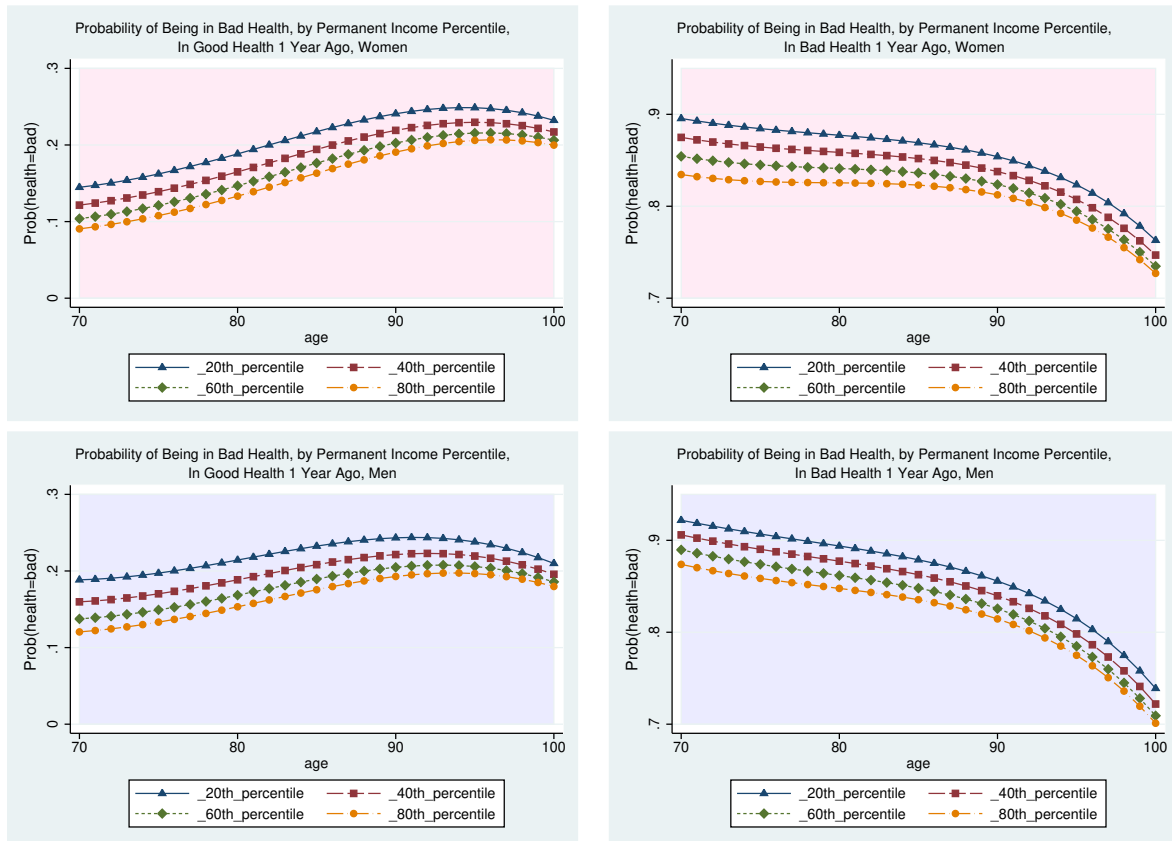 Probability of Being in Bad Health, by Permanent Income Percentile,
In Good Health 1 Year Ago, Women
Prob(health=bad)
.3
.2
.1
0
70 80 90 100
age
_20th_percentile _40th_percentile
_60th_percentile _80th_percentile
Probability of Being in Bad Health, by Permanent Income Percentile,
In Bad Health 1 Year Ago, Women
Prob(health=bad)
.9
.8
.7
70 80 90 100
age
_20th_percentile _40th_percentile
_60th_percentile _80th_percentile
Probability of Being in Bad Health, by Permanent Income Percentile,
In Good Health 1 Year Ago, Men
Prob(health=bad)
.3
.2
.1
0
70 80 90 100
age
_20th_percentile _40th_percentile
_60th_percentile _80th_percentile
Probability of Being in Bad Health, by Permanent Income Percentile,
In Bad Health 1 Year Ago, Men
Prob(health=bad)
.9
.8
.7
70 80 90 100
age
_20th_percentile _40th_percentile
_60th_percentile _80th_percentile